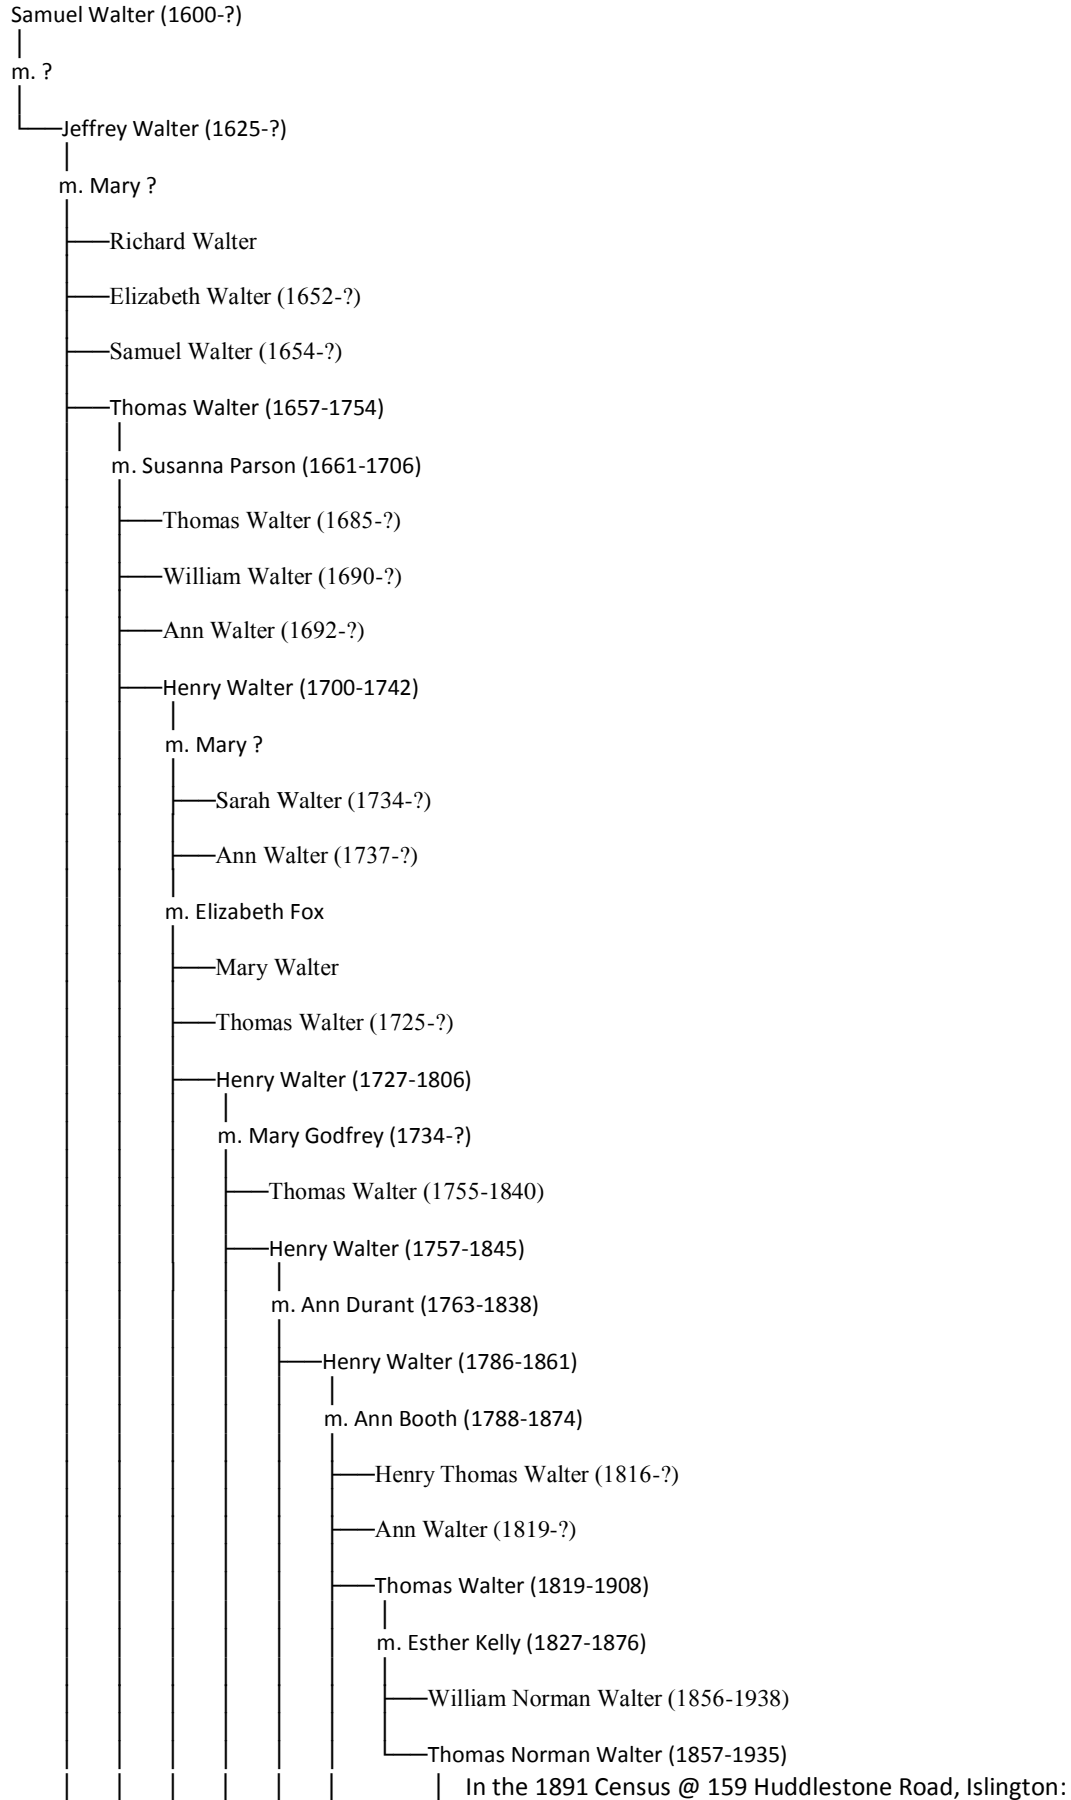 Samuel Walter (1600-?)
m. ?
Jeffrey Walter (1625-?)
m. Mary ?
Richard Walter
Elizabeth Walter (1652-?)
Samuel Walter (1654-?)
Thomas Walter (1657-1754)
m. Susanna Parson (1661-1706)
Thomas Walter (1685-?)
William Walter (1690-?)
Ann Walter (1692-?)
Henry Walter (1700-1742)
m. Mary ?
Sarah Walter (1734-?)
Ann Walter (1737-?)
m. Elizabeth Fox
Mary Walter
Thomas Walter (1725-?)
Henry Walter (1727-1806)
m. Mary Godfrey (1734-?)
Thomas Walter (1755-1840)
Henry Walter (1757-1845)
m. Ann Durant (1763-1838)
Henry Walter (1786-1861)
m. Ann Booth (1788-1874)
Henry Thomas Walter (1816-?)
Ann Walter (1819-?)
Thomas Walter (1819-1908)
m. Esther Kelly (1827-1876)
William Norman Walter (1856-1938)
Thomas Norman Walter (1857-1935)
In the 1891 Census @ 159 Huddlestone Road, Islington: